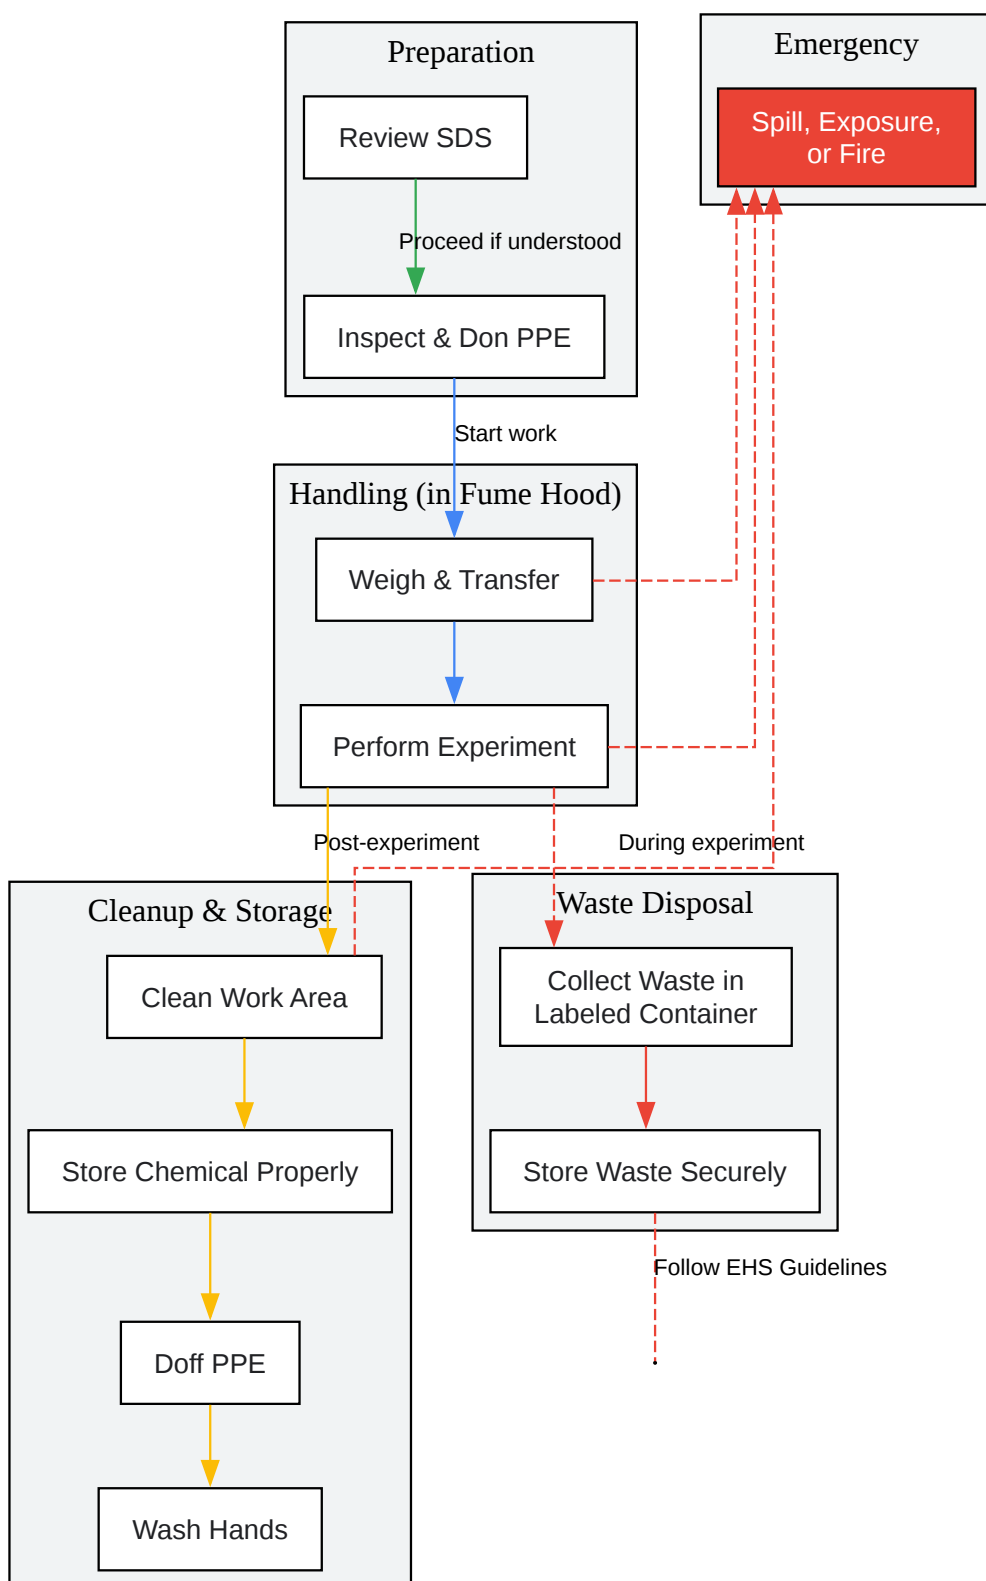 Preparation
Review SDS
Proceed if understood
Inspect & Don PPE
Start work
Emergency
Spill, Exposure,
or Fire
Handling (in Fume Hood)
Weigh & Transfer
Perform Experiment
Post-experiment
During experiment
Cleanup & Storage
Clean Work Area
Store Chemical Properly
Doff PPE
Wash Hands
Waste Disposal
Collect Waste in
Labeled Container
Store Waste Securely
Follow EHS Guidelines